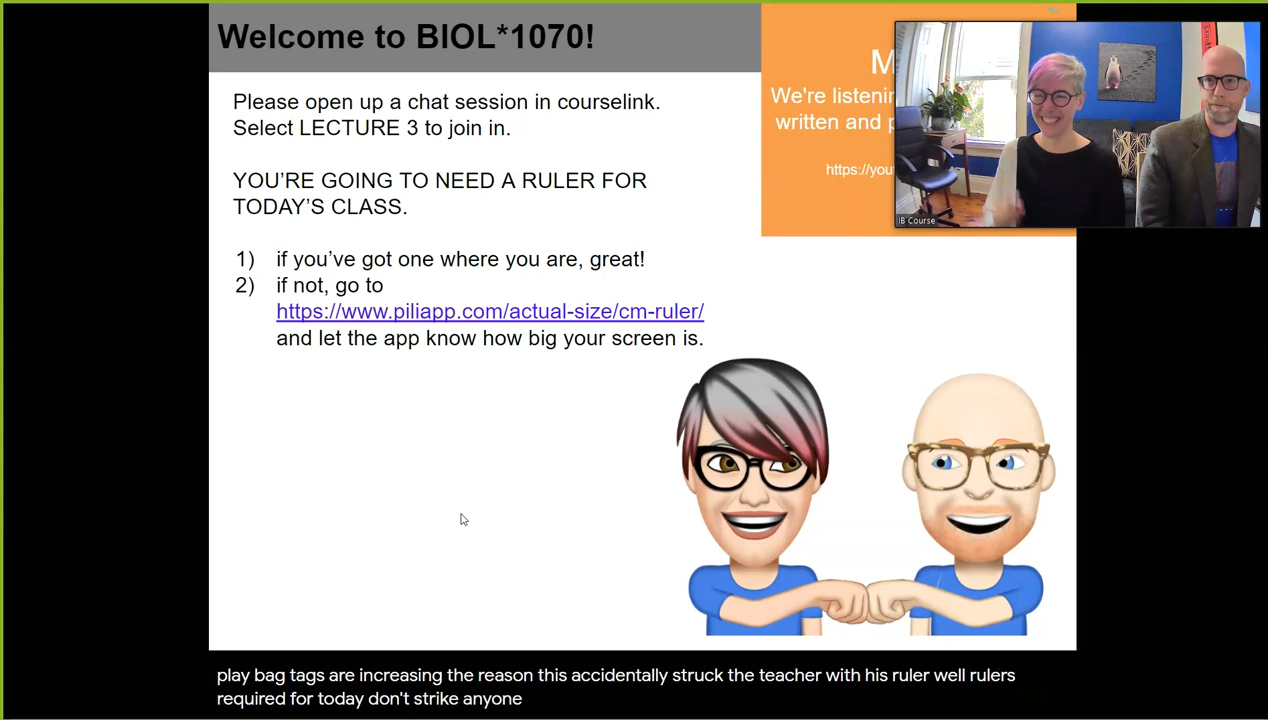 Welcome to BIOL*1070!
Please open up a chat session in courselink.
Select LECTURE 3 to join in.
YOU'RE GOING TO NEED A RULER FOR
TODAY'S CLASS.
1) if you've got one where you are, great!
2) if not, go to
https://www.piliapp.com/actual-size/cm-ruler/
and let the app know how big your screen is.
We're
written and
IB Course
play bag tags are increasing the reason this accidentally struck the teacher with his ruler well rulers
required for today don't strike anyone